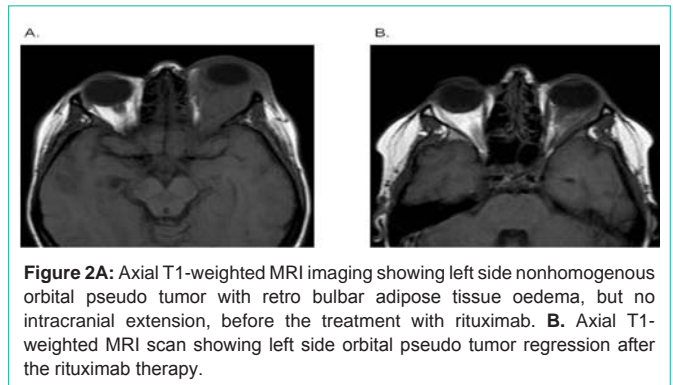 A.
B.
Figure 2A: Axial T1-weighted MRI imaging showing left side nonhomogenous
orbital pseudo tumor with retro bulbar adipose tissue oedema, but no
intracranial extension, before the treatment with rituximab. B. Axial T1-
weighted MRI scan showing left side orbital pseudo tumor regression after
the rituximab therapy.